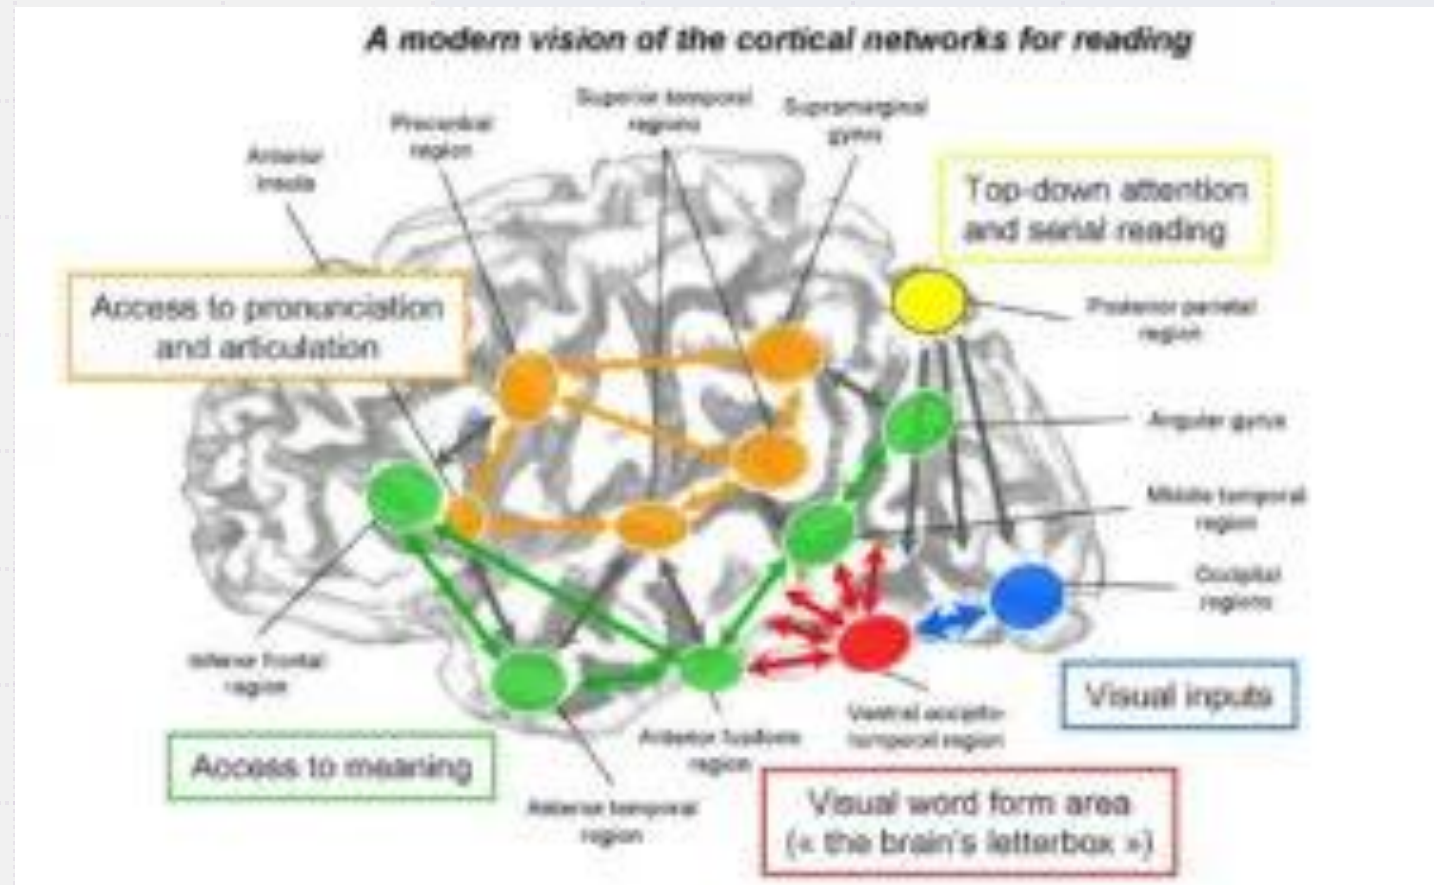 A modern vision of the cortical networks for reading
Superior temporal
regions
Supramarginal
gyrus
Precentral
region
Anterior
insula
Top-down attention
and serial reading
Access to pronunciation
and articulation
Posterior parietal
region
Angular gyrus
Middle temporal
region
Occipital
regions
Inferior frontal
region
Visual inputs
Ventral occipito-
temporal region
Anterior fusiform
region
Access to meaning
Anterior temporal
region
Visual word form area
(« the brain's letterbox »)